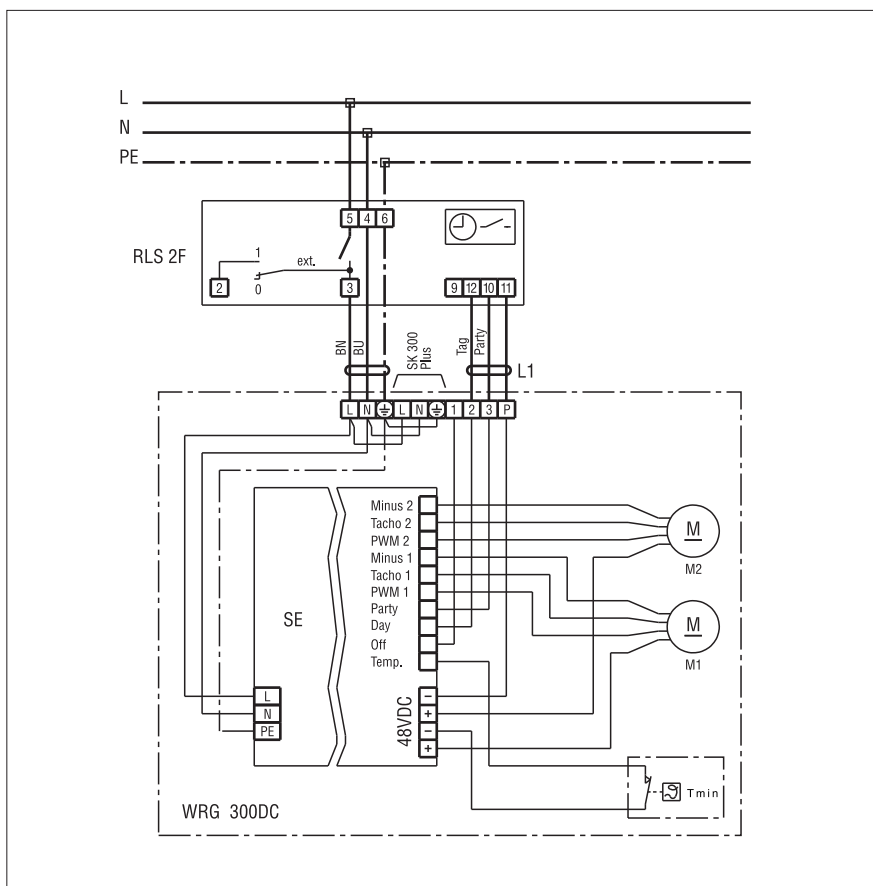 L
N
PE
5 4 6
RLS 2F
1
ext.
2
0
3
9 12 10 11
BN
BU
SK 300
Plus
Tag
Party
L1
L N L N 1 2 3 P
Minus 2
Tacho 2
PWM 2
Minus 1
Tacho 1
PWM 1
Party
Day
Off
Temp.
SE
M
M2
M
M1
L
N
PE
48VDC
−
+
−
+
ϑ Tmin
WRG 300DC